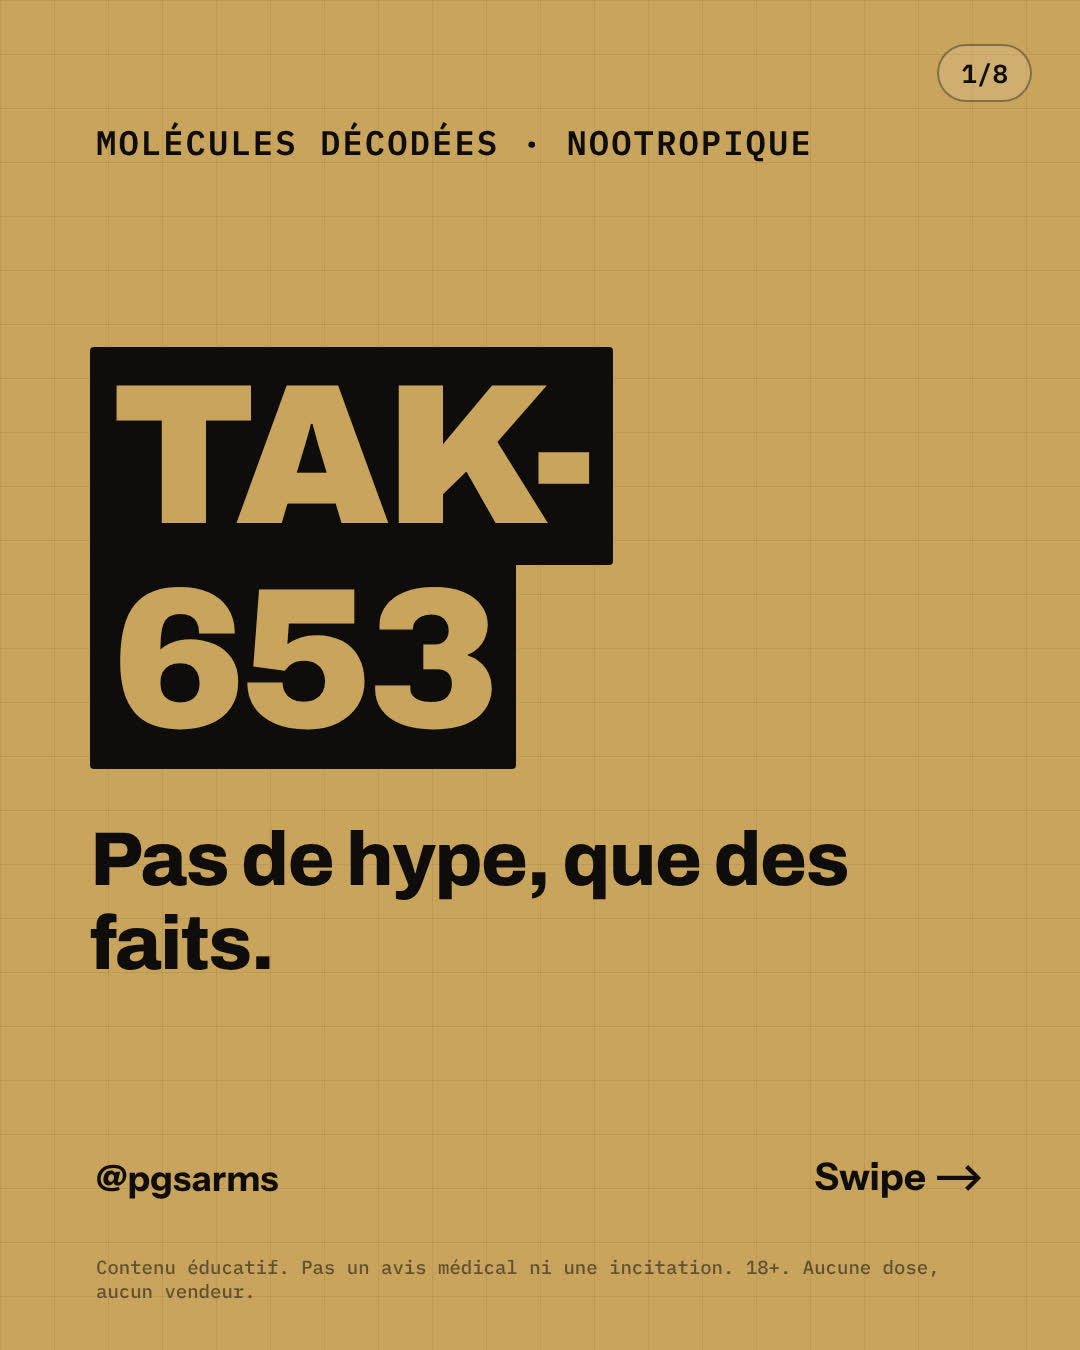 1/8
MOLÉCULES DÉCODÉES · NOOTROPIQUE
TAK-
653
Pas de hype, que des
faits.
@pgsarms
Swipe →
Contenu éducatif. Pas un avis médical ni une incitation. 18+. Aucune dose,
aucun vendeur.